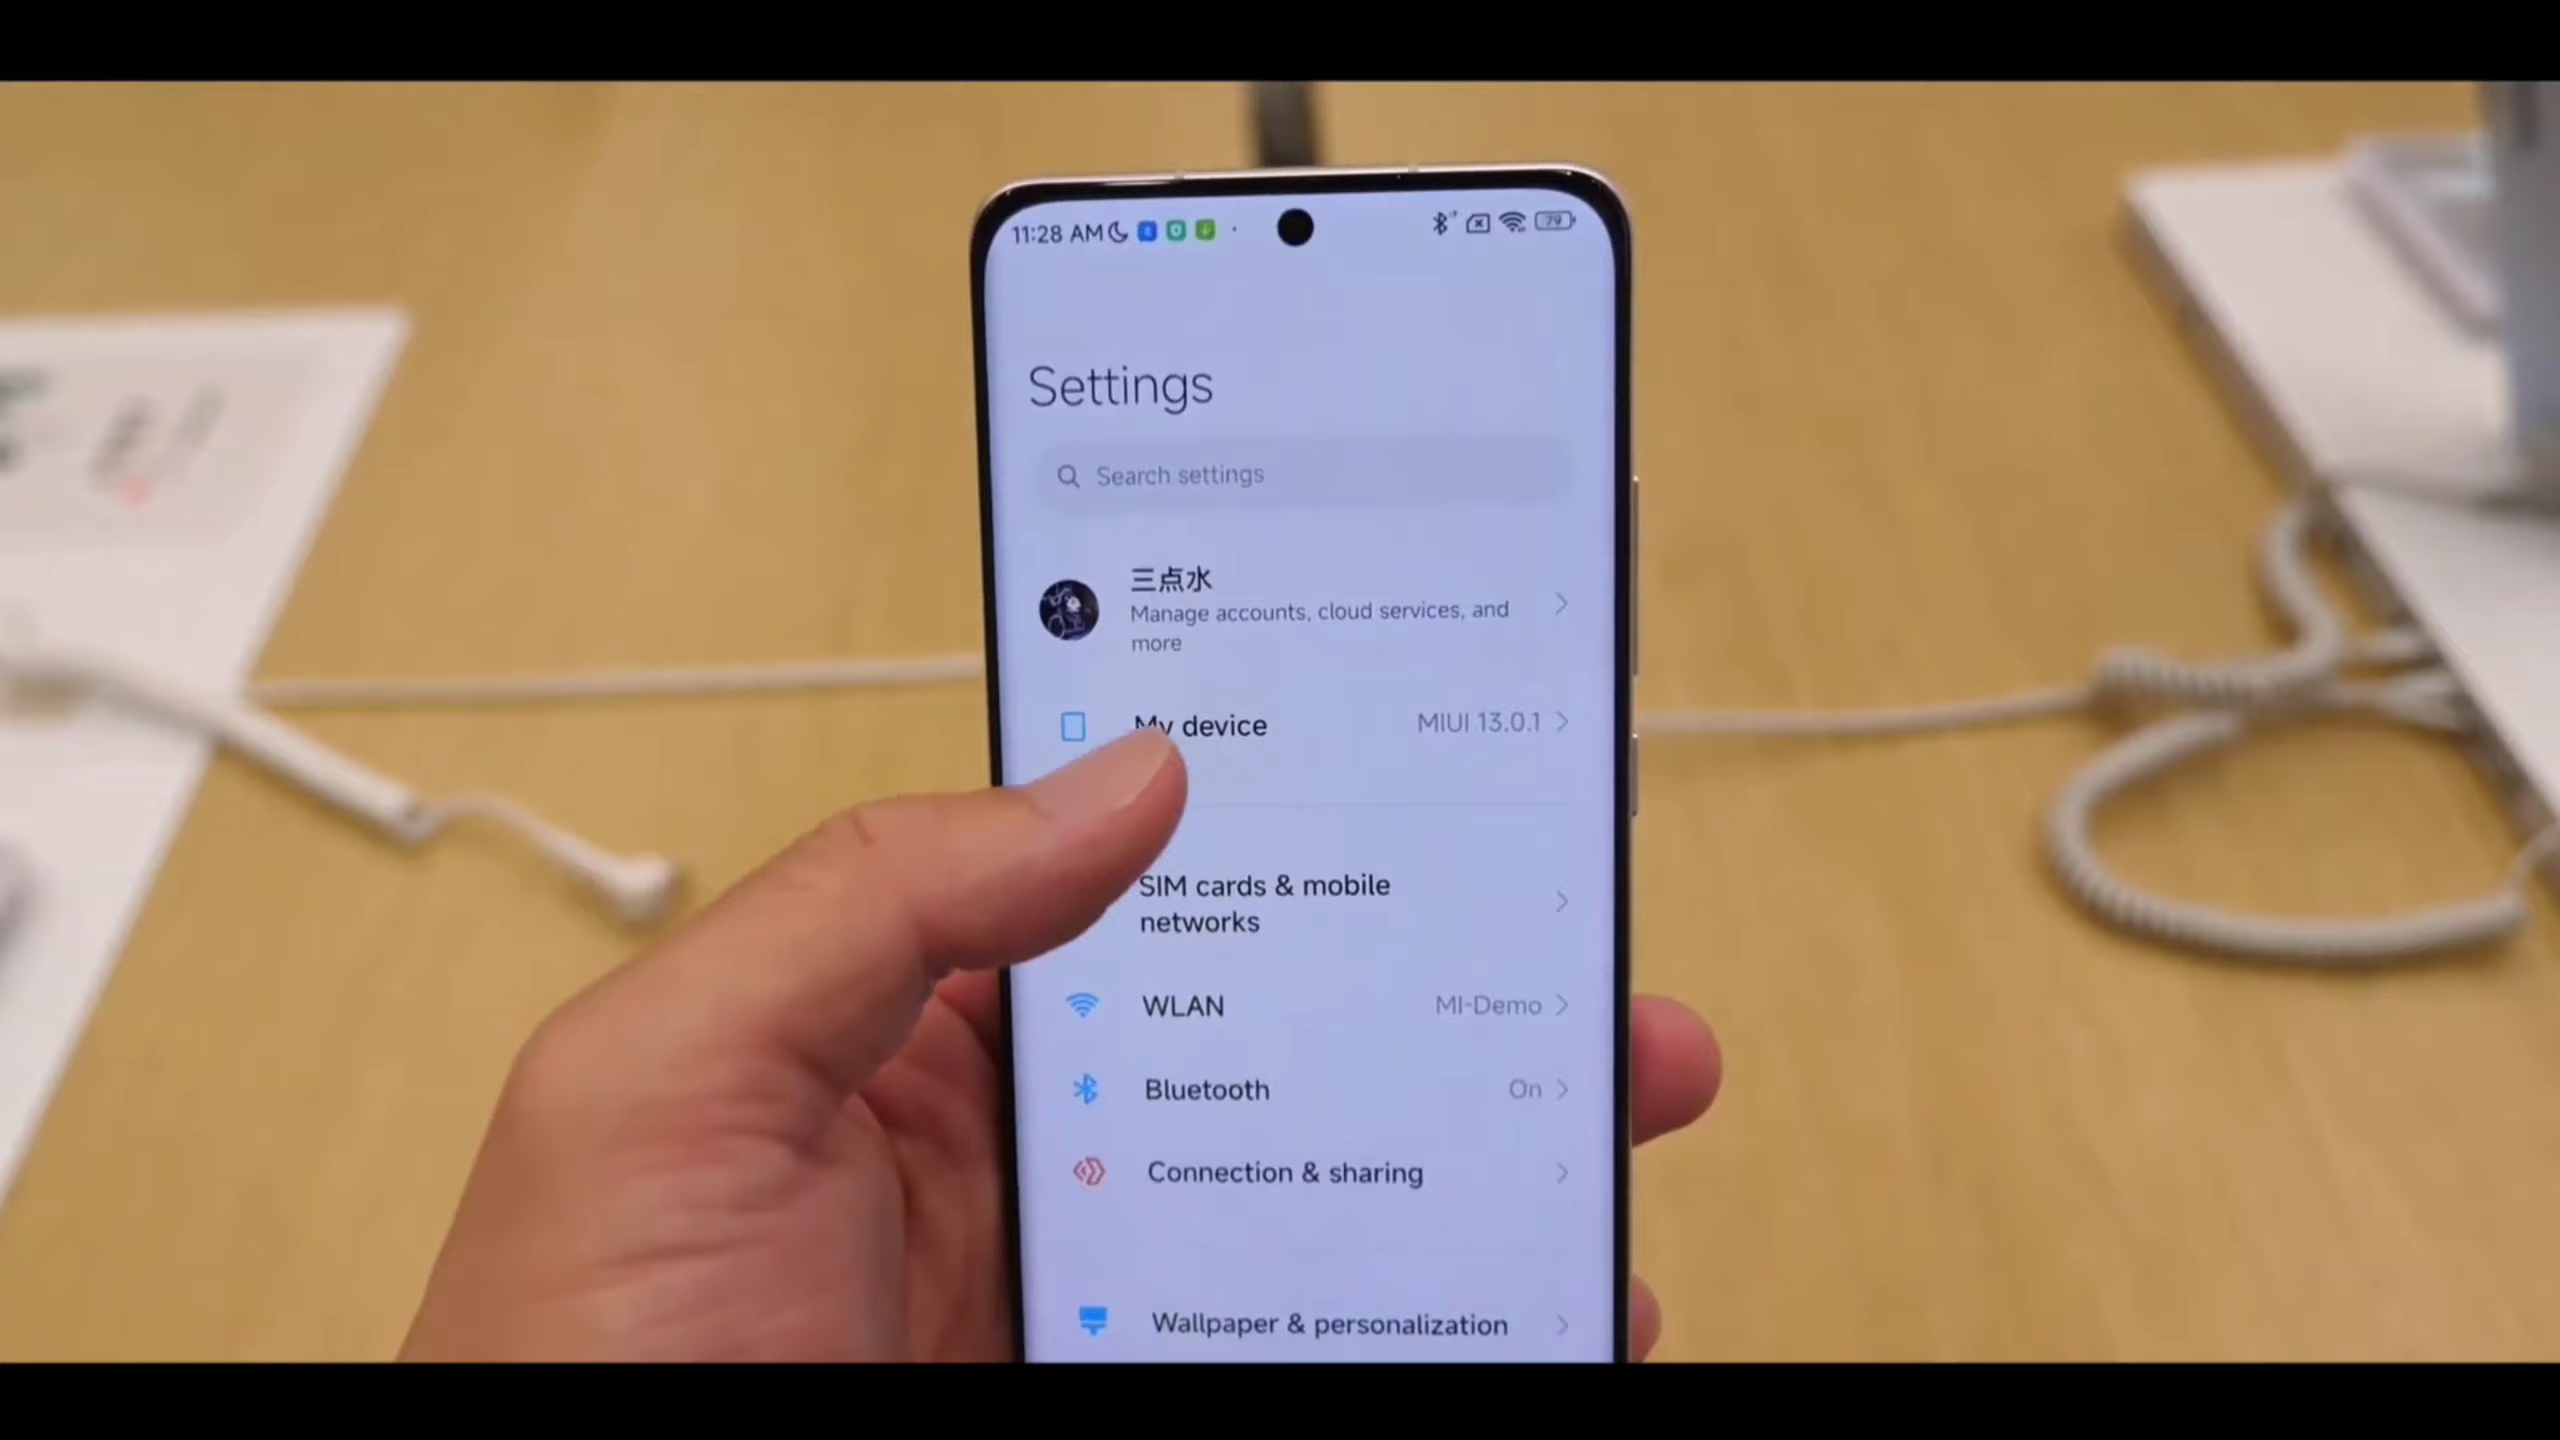 11:28 AM
79
Settings
Search settings
三点水
Manage accounts, cloud services, and
more
My device
MIUI 13.0.1
SIM cards & mobile
networks
WLAN
MI-Demo
Bluetooth
On
Connection & sharing
Wallpaper & personalization